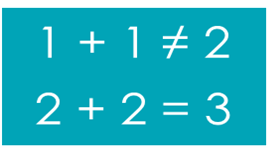 1 + 1 ≠ 2
2 + 2 = 3